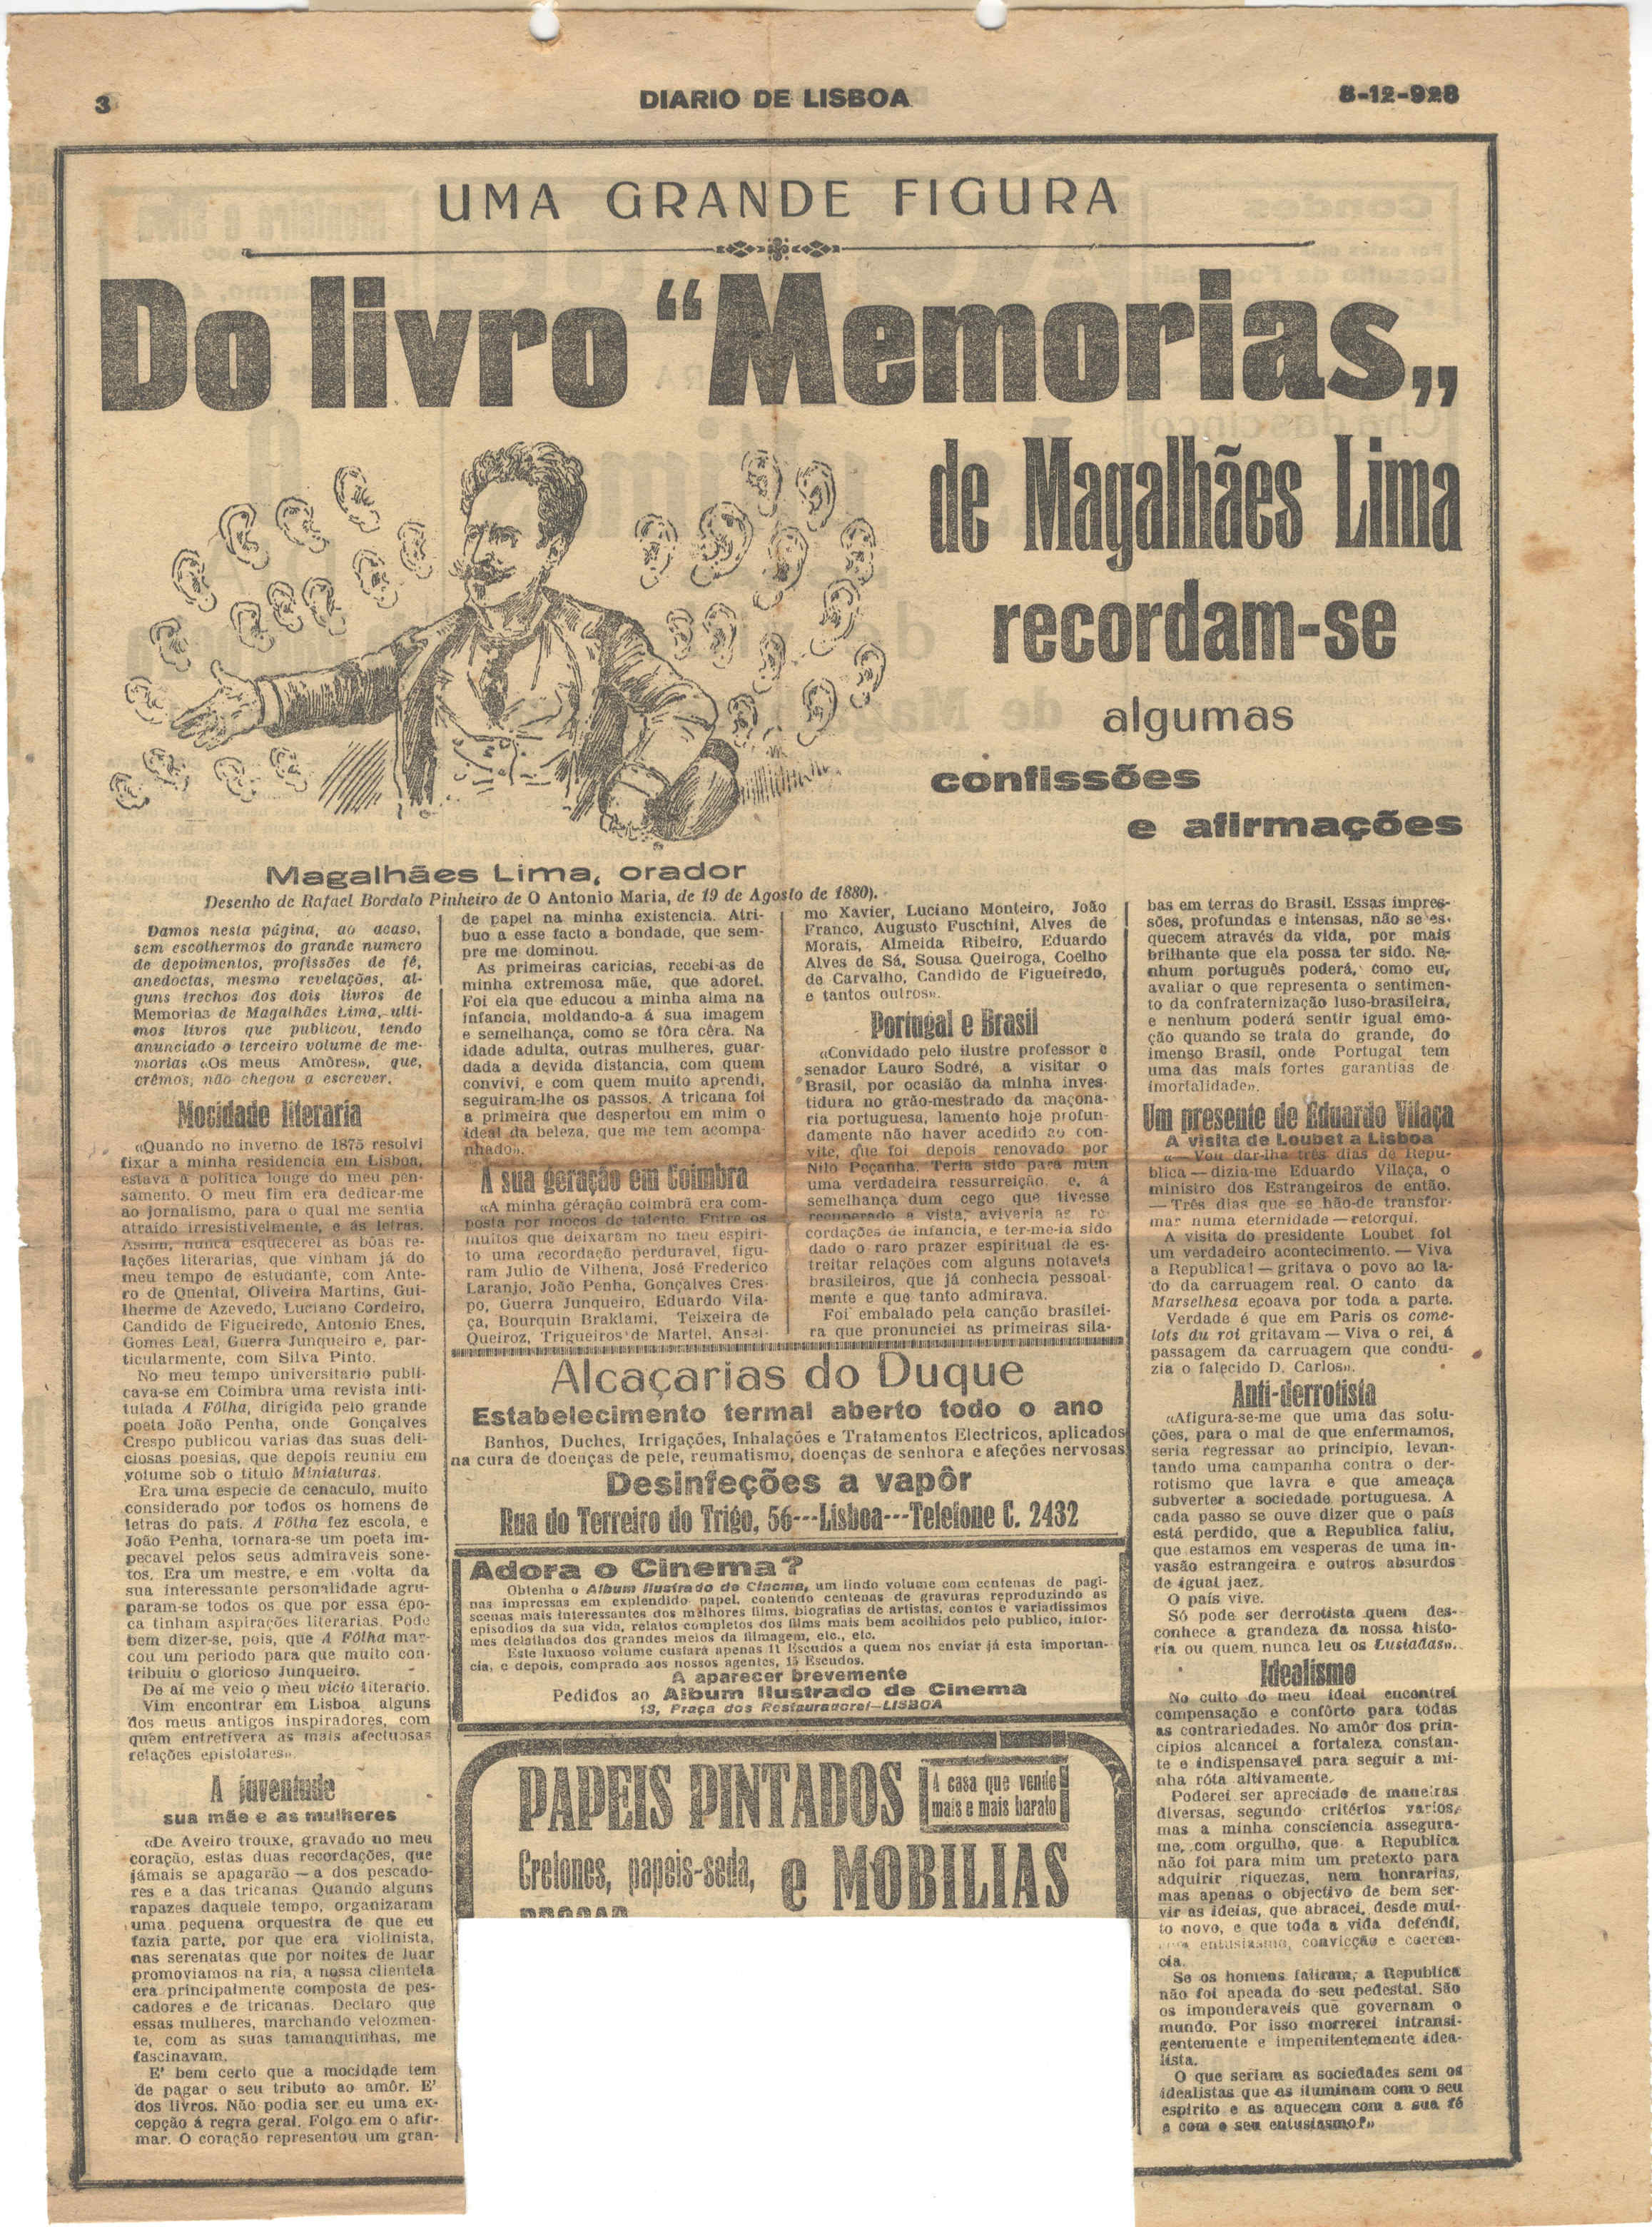 3
DIARIO DE LISBOA
8-12-928
UMA GRANDE FIGURA
Do livro "Memorias„
de Magalhães Lima
recordam-se
algumas
confissões
e afirmações
Magalhães Lima, orador
Desenho de Rafael Bordalo Pinheiro de O Antonio Maria, de 19 de Agosto de 1880).
Damos nesta página, ao acaso,
sem escolhermos do grande numero
de depoimentos, profissões de fé,
anedoctas, mesmo revelações, al-
guns trechos dos dois livros de
Memorias de Magalhães Lima, ulti-
mos livros que publicou, tendo
anunciado o terceiro volume de me-
morias «Os meus Amôres», que,
crêmos, não chegou a escrever.
Mocidade literaria
«Quando no inverno de 1875 resolvi
fixar a minha residencia em Lisboa,
estava a politica longe do meu pen-
samento. O meu fim era dedicar-me
ao jornalismo, para o qual me sentia
atraído irresistivelmente, e ás letras.
Assim, nunca esquecerei as bôas re-
lações literarias, que vinham já do
meu tempo de estudante, com Ante-
ro de Quental, Oliveira Martins, Gui-
lherme de Azevedo, Luciano Cordeiro,
Candido de Figueiredo, Antonio Enes,
Gomes Leal, Guerra Junqueiro e, par-
ticularmente, com Silva Pinto.
No meu tempo universitario publi-
cava-se em Coimbra uma revista inti-
tulada A Fôlha, dirigida pelo grande
poeta João Penha, onde Gonçalves
Crespo publicou varias das suas deli-
ciosas poesias, que depois reuniu em
volume sob o titulo Miniaturas.
Era uma especie de cenaculo, muito
considerado por todos os homens de
letras do país. A Fôlha fez escola, e
João Penha, tornara-se um poeta im-
pecavel pelos seus admiraveis sone-
tos. Era um mestre, e em volta da
sua interessante personalidade agru-
param-se todos os que por essa épo-
ca tinham aspirações literarias. Pode
bem dizer-se, pois, que A Fôlha mar-
cou um periodo para que muito con-
tribuiu o glorioso Junqueiro.
De aí me veio o meu vicio literario.
Vim encontrar em Lisboa alguns
dos meus antigos inspiradores, com
quem entretivera as mais afectuosas
relações epistolares».
A juventude
sua mãe e as mulheres
«De Aveiro trouxe, gravado no meu
coração, estas duas recordações, que
jámais se apagarão — a dos pescado-
res e a das tricanas. Quando alguns
rapazes daquele tempo, organizaram
uma pequena orquestra de que eu
fazia parte, por que era violinista,
nas serenatas que por noites de luar
promoviamos na ria, a nossa clientela
era principalmente composta de pes-
cadores e de tricanas. Declaro que
essas mulheres, marchando velozmen-
te, com as suas tamanquinhas, me
fascinavam.
E' bem certo que a mocidade tem
de pagar o seu tributo ao amôr. E'
dos livros. Não podia ser eu uma ex-
cepção á regra geral. Folgo em o afir-
mar. O coração representou um gran-
de papel na minha existencia. Atri-
buo a esse facto a bondade, que sem-
pre me dominou.
As primeiras caricias, recebi-as de
minha extremosa mãe, que adorei.
Foi ela que educou a minha alma na
infancia, moldando-a á sua imagem
e semelhança, como se fôra cêra. Na
idade adulta, outras mulheres, guar-
dada a devida distancia, com quem
convivi, e com quem muito aprendi,
seguiram-lhe os passos. A tricana foi
a primeira que despertou em mim o
ideal da beleza, que me tem acompa-
nhado».
A sua geração em Coimbra
«A minha géração coimbrã era com-
posta por moços de talento. Entre os
muitos que deixaram no meu espiri-
to uma recordação perduravel, figu-
ram Julio de Vilhena, José Frederico
Laranjo, João Penha, Gonçalves Cres-
po, Guerra Junqueiro, Eduardo Vila-
ça, Bourquin Braklami, Teixeira de
Queiroz, Trigueiros de Martel, Ansel-
mo Xavier, Luciano Monteiro, João
Franco, Augusto Fuschini, Alves de
Morais, Almeida Ribeiro, Eduardo
Alves de Sá, Sousa Queiroga, Coelho
de Carvalho, Candido de Figueiredo,
e tantos outros».
Portugal e Brasil
«Convidado pelo ilustre professor e
senador Lauro Sodré, a visitar o
Brasil, por ocasião da minha inves-
tidura no grão-mestrado da maçona-
ria portuguesa, lamento hoje profun-
damente não haver acedido ao con-
vite, que foi depois renovado por
Nilo Peçanha. Teria sido para mim
uma verdadeira ressurreição, e, á
semelhança dum cego que tivesse
recuperado a vista, avivaria as re-
cordações de infancia, e ter-me-ia sido
dado o raro prazer espiritual de es-
treitar relações com alguns notaveis
brasileiros, que já conhecia pessoal-
mente e que tanto admirava.
Foi embalado pela canção brasilei-
ra que pronunciei as primeiras sila-
bas em terras do Brasil. Essas impres-
sões, profundas e intensas, não se es-
quecem através da vida, por mais
brilhante que ela possa ter sido. Ne-
nhum português poderá, como eu,
avaliar o que representa o sentimen-
to da confraternização luso-brasileira,
e nenhum poderá sentir igual emo-
ção quando se trata do grande, do
imenso Brasil, onde Portugal tem
uma das mais fortes garantias de
imortalidade».
Um presente de Eduardo Vilaça
A visita de Loubet a Lisboa
«— Vou dar-lhe três dias de Repu-
blica — dizia-me Eduardo Vilaça, o
ministro dos Estrangeiros de então.
— Três dias que se hão-de transfor-
mar numa eternidade — retorqui.
A visita do presidente Loubet foi
um verdadeiro acontecimento. — Viva
a Republica! — gritava o povo ao la-
do da carruagem real. O canto da
Marselhesa ecoava por toda a parte.
Verdade é que em Paris os came-
lots du roi gritavam — Viva o rei, á
passagem da carruagem que condu-
zia o falecido D. Carlos».
Anti-derrotista
«Afigura-se-me que uma das solu-
ções, para o mal de que enfermamos,
seria regressar ao principio, levan-
tando uma campanha contra o der-
rotismo que lavra e que ameaça
subverter a sociedade portuguesa. A
cada passo se ouve dizer que o país
está perdido, que a Republica faliu,
que estamos em vesperas de uma in-
vasão estrangeira e outros absurdos
de igual jaez.
O país vive.
Só pode ser derrotista quem des-
conhece a grandeza da nossa histo-
ria ou quem nunca leu os Lusiadas».
Idealismo
No culto do meu ideal encontrei
compensação e confôrto para todas
as contrariedades. No amôr dos prin-
cipios alcancei a fortaleza constan-
te e indispensavel para seguir a mi-
nha róta altivamente.
Poderei ser apreciado de maneiras
diversas, segundo critérios varios,
mas a minha consciencia assegura-
me, com orgulho, que a Republica
não foi para mim um pretexto para
adquirir riquezas, nem honrarias,
mas apenas o objectivo de bem ser-
vir as ideias, que abracei, desde mui-
to novo, e que toda a vida defendi,
entusiasmo, convicção e coeren-
cia.
Se os homens faliram, a Republica
não foi apeada do seu pedestal. São
os imponderaveis que governam o
mundo. Por isso morrerei intransi-
gentemente e impenitentemente idea-
lista.
O que seriam as sociedades sem os
idealistas que as iluminam com o seu
espirito e as aquecem com a sua fé
e com o seu entusiasmo?»
Alcaçarias do Duque
Estabelecimento termal aberto todo o ano
Banhos, Duches, Irrigações, Inhalações e Tratamentos Electricos, aplicados
na cura de doenças de pele, reumatismo, doenças de senhora e afeções nervosas
Desinfeções a vapôr
Rua do Terreiro do Trigo, 56---Lisboa---Telefone C. 2432
Adora o Cinema?
Obtenha o Album Ilustrado de Cinema, um lindo volume com centenas de pagi-
nas impressas em explendido papel, contendo centenas de gravuras reproduzindo as
scenas mais interessantes dos melhores films, biografias de artistas, contos e variadissimos
episodios da sua vida, relatos completos dos films mais bem acolhidos pelo publico, infor-
mes detalhados dos grandes meios da filmagem, etc., etc.
Este luxuoso volume custará apenas 11 Escudos a quem nos enviar já esta importan-
cia, e depois, comprado aos nossos agentes, 15 Escudos.
A aparecer brevemente
Pedidos ao Album Ilustrado de Cinema
13, Praça dos Restauradores—LISBOA
PAPEIS PINTADOS
A casa que vende
mais e mais barato
Cretones, papeis-seda,
e MOBILIAS